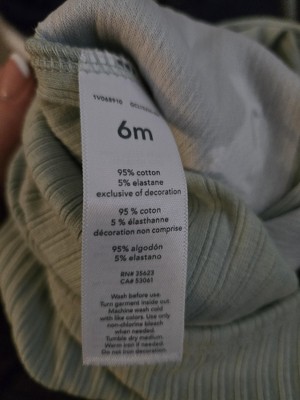 TV068910
6m
95% cotton
5% elastane
exclusive of decoration
95 % coton
5 % élasthanne
décoration non comprise
95% algodón
5% elastano
RN# 25623
CA# 53061
Wash before use.
Turn garment inside out.
Machine wash cold
with like colors. Use only
non-chlorine bleach
when needed.
Tumble dry medium.
Warm iron if needed.
Do not iron decoration.